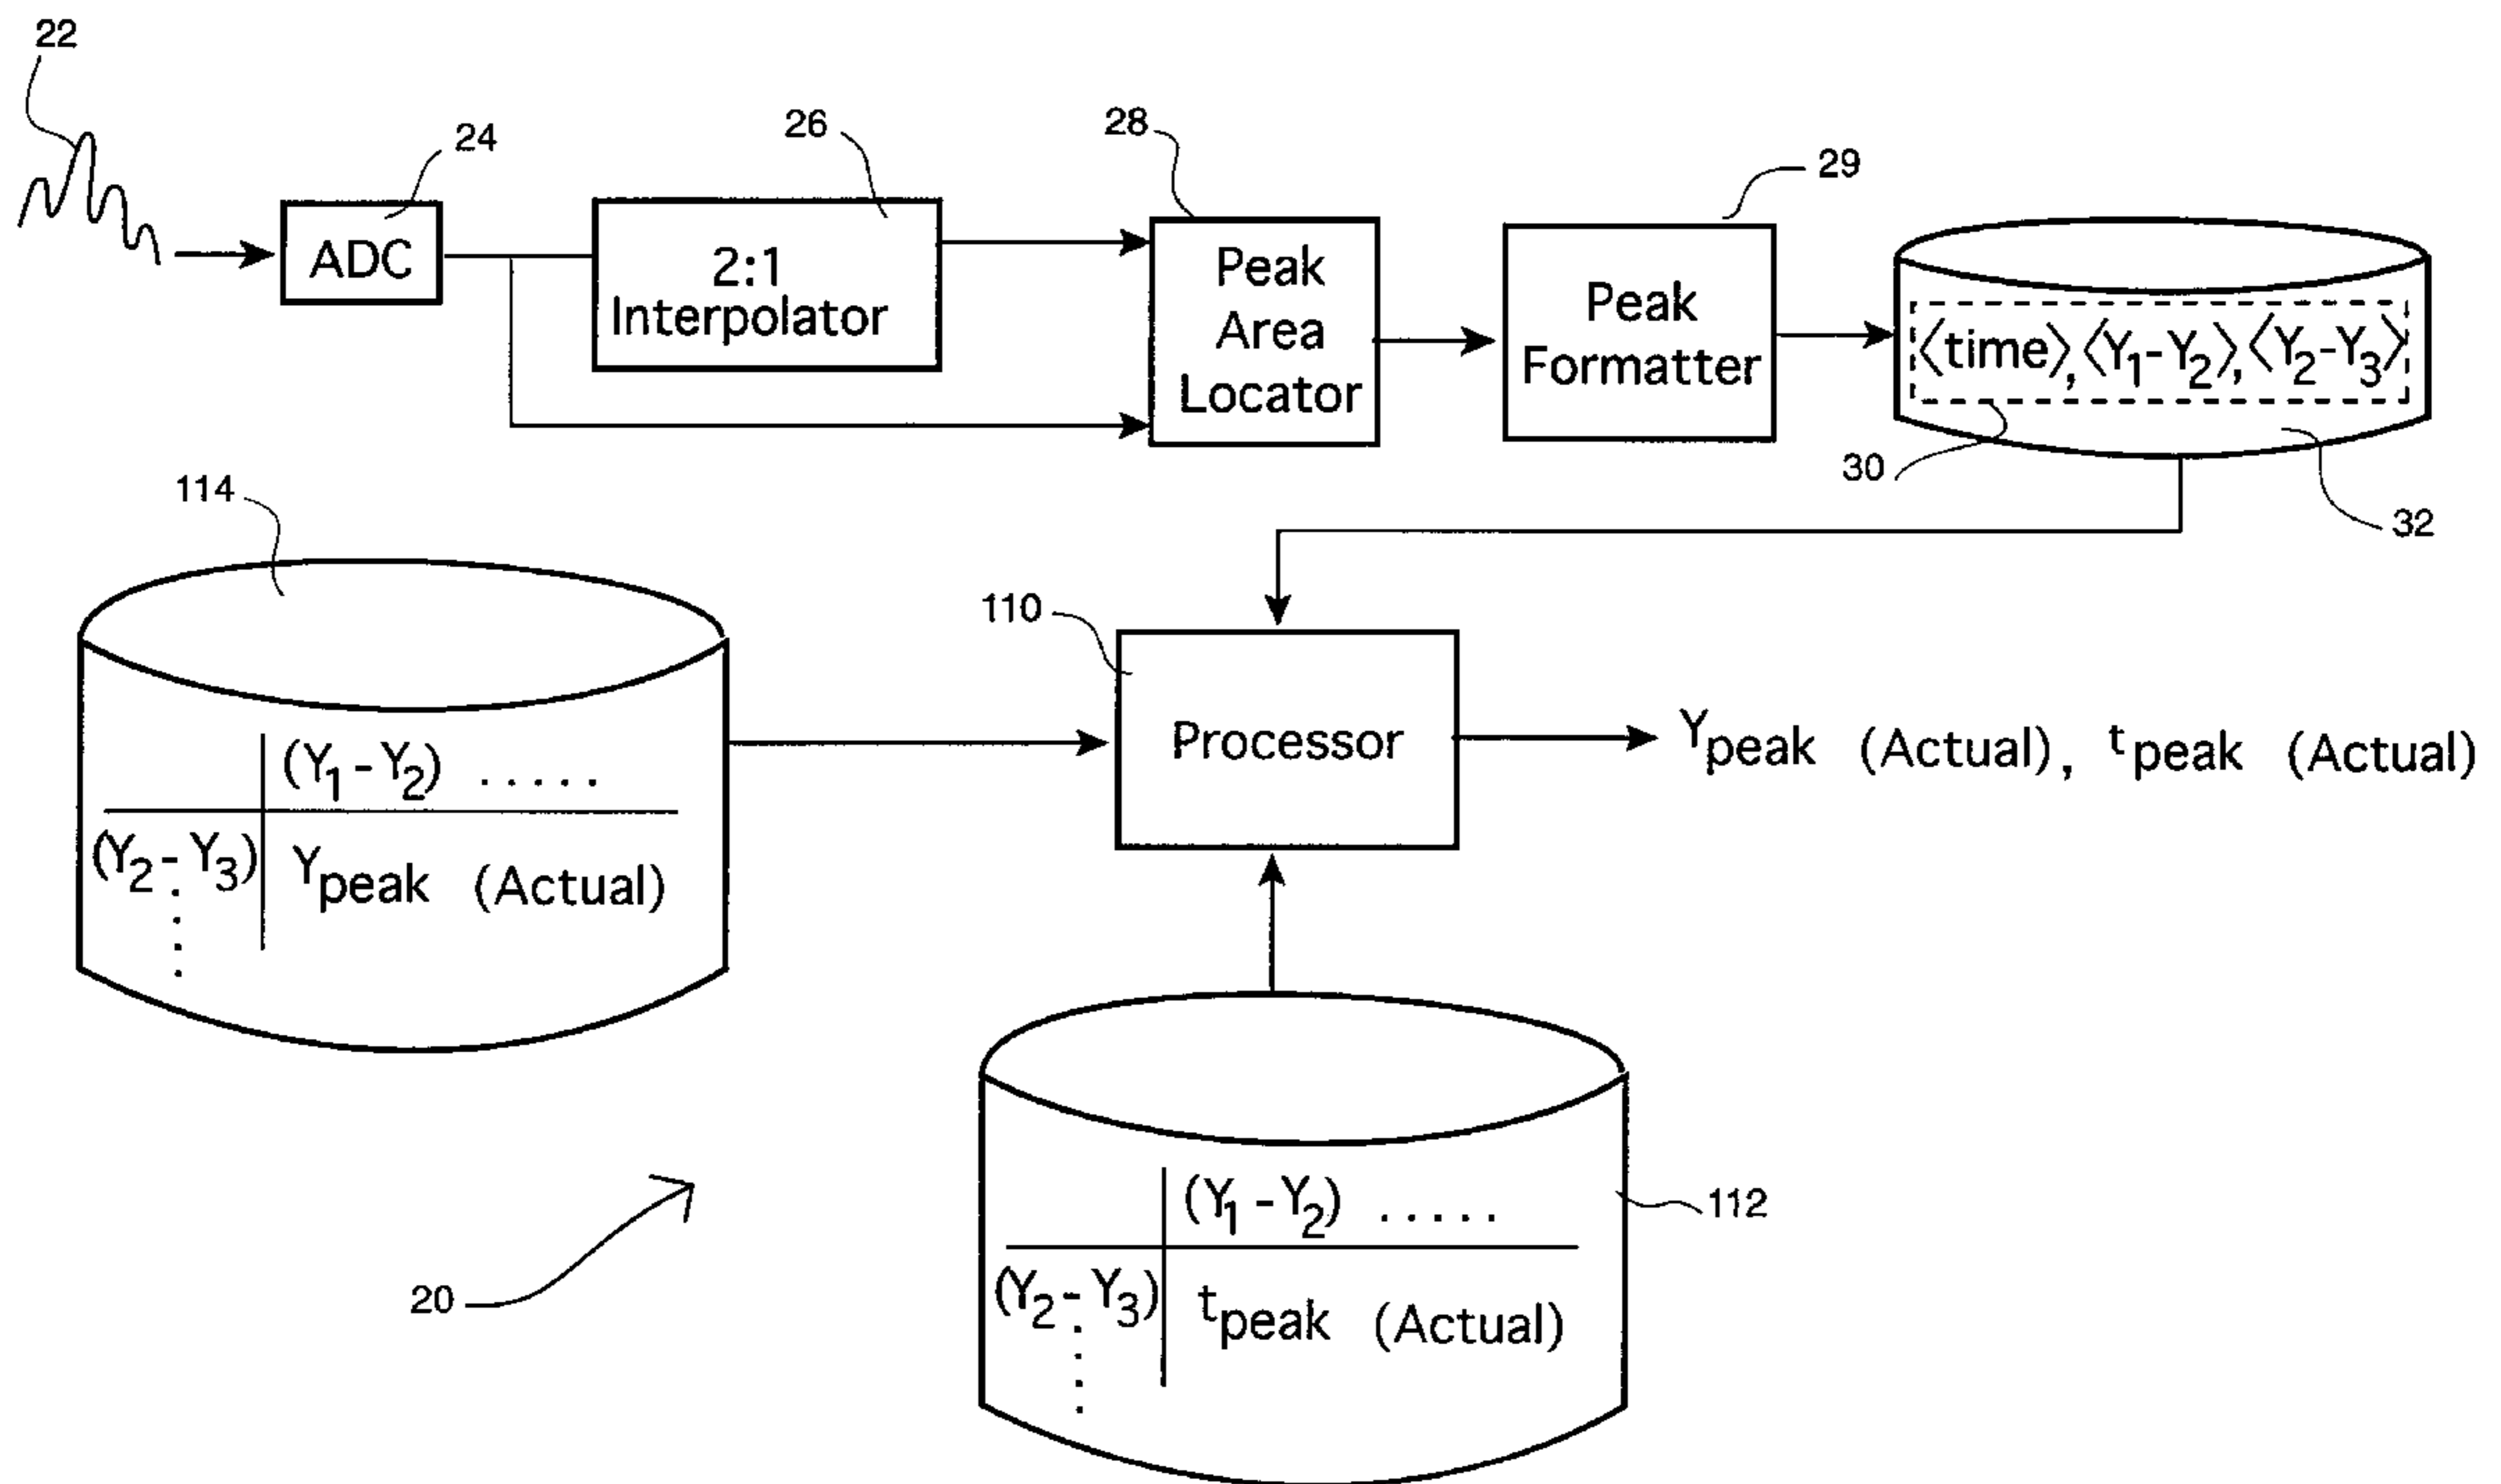 22
24
26
28
29
ADC
2:1
Interpolator
Peak
Area
Locator
Peak
Formatter
⟨time⟩, ⟨Y1-Y2⟩, ⟨Y2-Y3⟩
30
32
114
110
(Y1-Y2) .....
(Y2-Y3)
Ypeak (Actual)
Processor
Ypeak (Actual), tpeak (Actual)
(Y1-Y2) .....
(Y2-Y3)
tpeak (Actual)
112
20